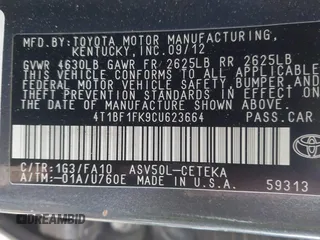 MFD.BY:TOYOTA MOTOR MANUFACTURING,
KENTUCKY,INC.09/12
GVWR 4630LB GAWR FR 2625LB RR 2625LB
THIS VEHICLE CONFORMS TO ALL APPLICABLE
FEDERAL MOTOR VEHICLE SAFETY, BUMPER, AND
THEFT PREVENTION STANDARDS IN EFFECT ON
THE DATE OF MANUFACTURE SHOWN ABOVE.
4T1BF1FK9CU623664 PASS.CAR
C/TR:1G3/FA10 ASV50L-CETEKA
A/TM:-01A/U760E MADE IN U.S.A.
59313
DREAMBID